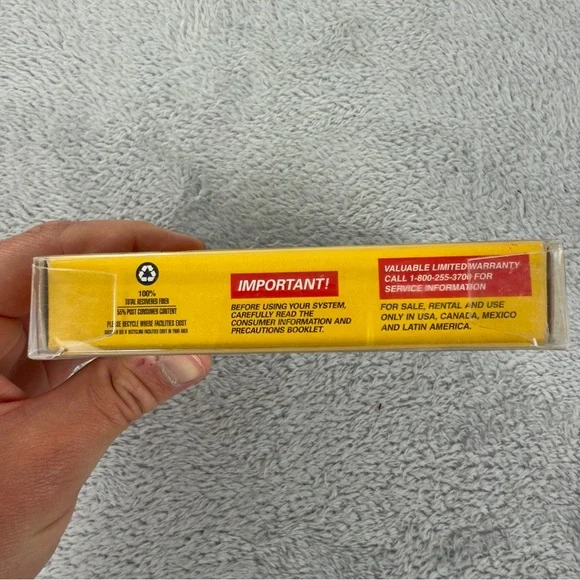 100%
TOTAL RECOVERED FIBER
55% POST CONSUMER CONTENT
PLEASE RECYCLE WHERE FACILITIES EXIST
IMPORTANT!
BEFORE USING YOUR SYSTEM,
CAREFULLY READ THE
CONSUMER INFORMATION AND
PRECAUTIONS BOOKLET.
VALUABLE LIMITED WARRANTY
CALL 1-800-255-3700 FOR
SERVICE INFORMATION
FOR SALE, RENTAL AND USE
ONLY IN USA, CANADA, MEXICO
AND LATIN AMERICA.